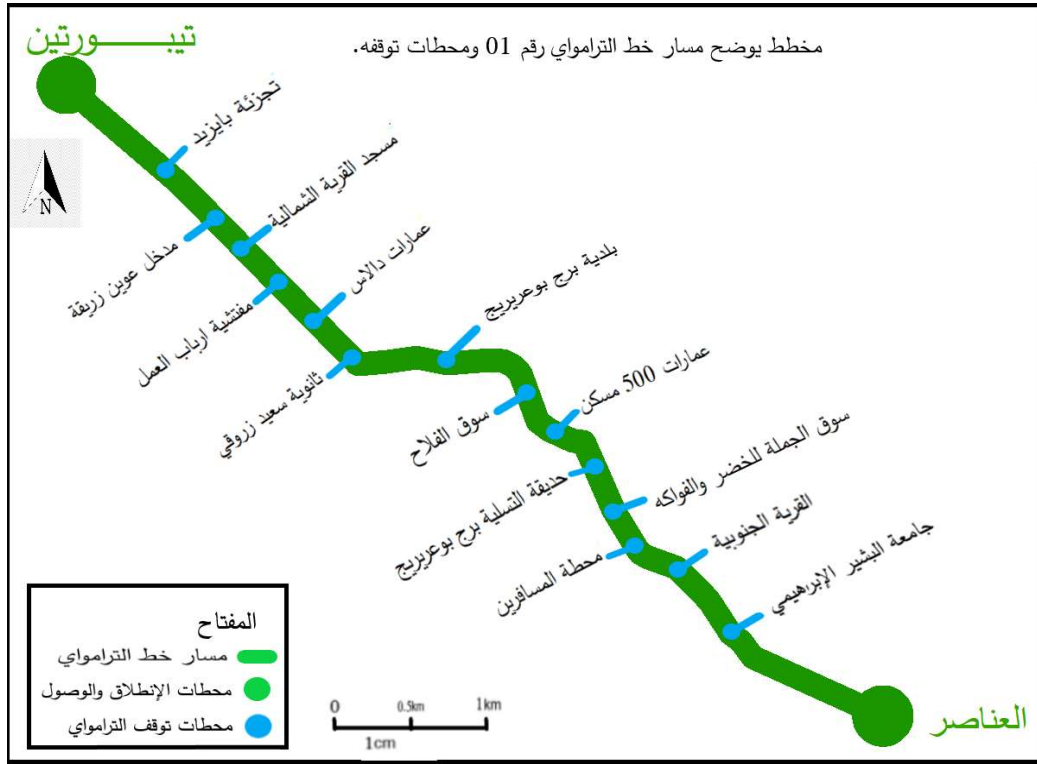 مخطط يوضح مسار خط الترامواي رقم 01 ومحطات توقفه.
تيبــــــورتين
تجزئة بايزيد
مسجد القرية الشمالية
مدخل عوين زريقة
عمارات دالاس
مفتشية ارباب العمل
بلدية برج بوعريريج
ثانوية سعيد زروقي
عمارات 500 مسكن
سوق الفلاح
سوق الجملة للخضر والفواكه
حديقة التسلية برج بوعريريج
القرية الجنوبية
محطة المسافرين
جامعة البشير الإبرهيمي
العناصر
N
المفتاح
مسار خط الترامواي
محطات الإنطلاق والوصول
محطات توقف الترامواي
0 0.5km 1km
1cm